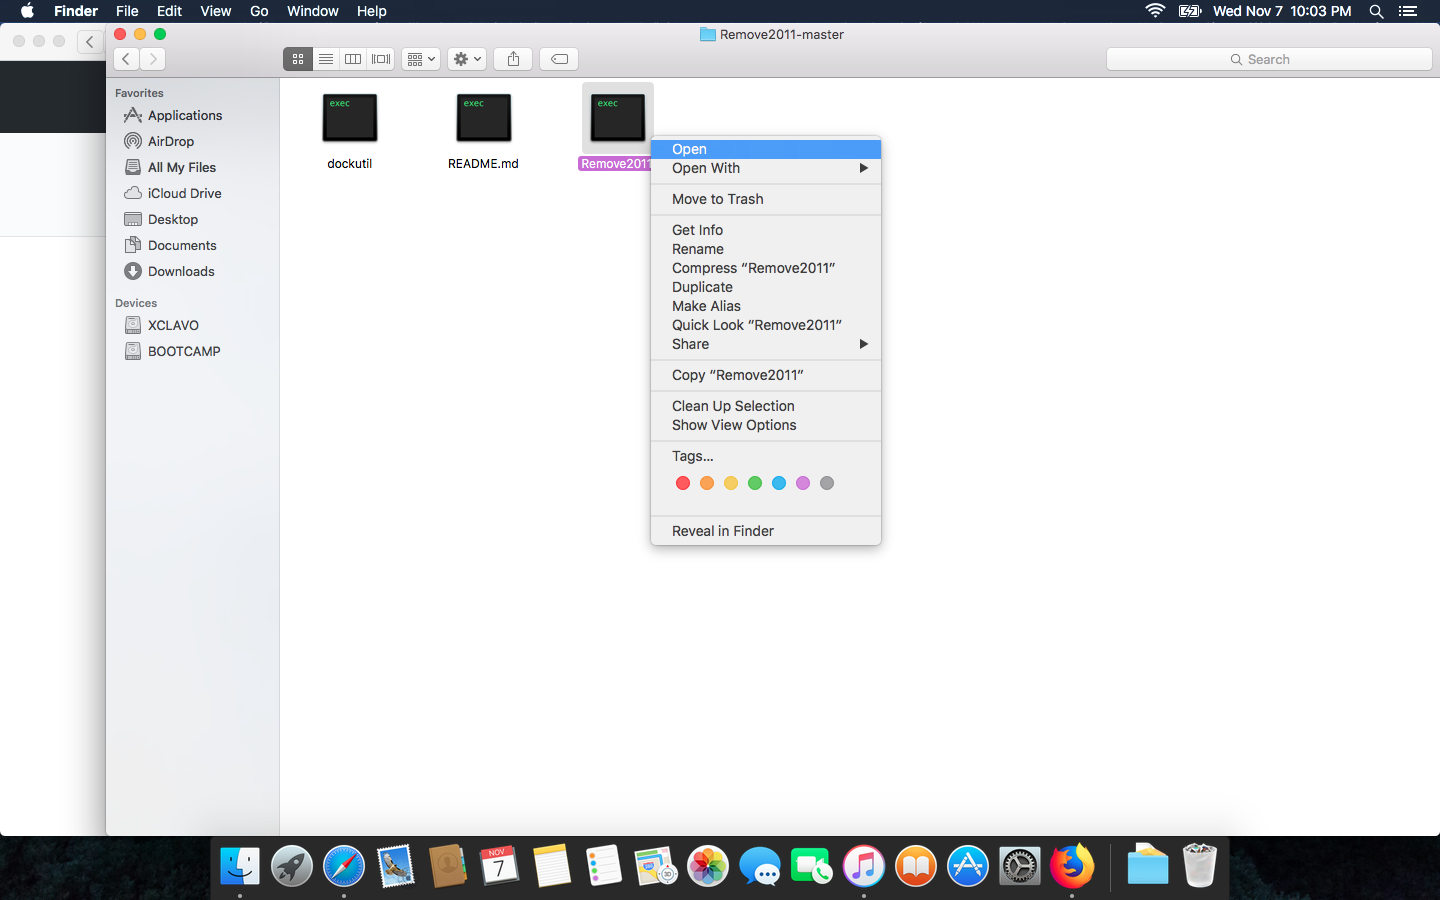 Finder File Edit View Go Window Help Wed Nov 7 10:03 PM
Remove2011-master
Search
Favorites
Applications
AirDrop
All My Files
iCloud Drive
Desktop
Documents
Downloads
Devices
XCLAVO
BOOTCAMP
exec exec exec
dockutil README.md Remove2011
Open
Open With
Move to Trash
Get Info
Rename
Compress “Remove2011”
Duplicate
Make Alias
Quick Look “Remove2011”
Share
Copy “Remove2011”
Clean Up Selection
Show View Options
Tags...
Reveal in Finder
NOV
7
280
3D